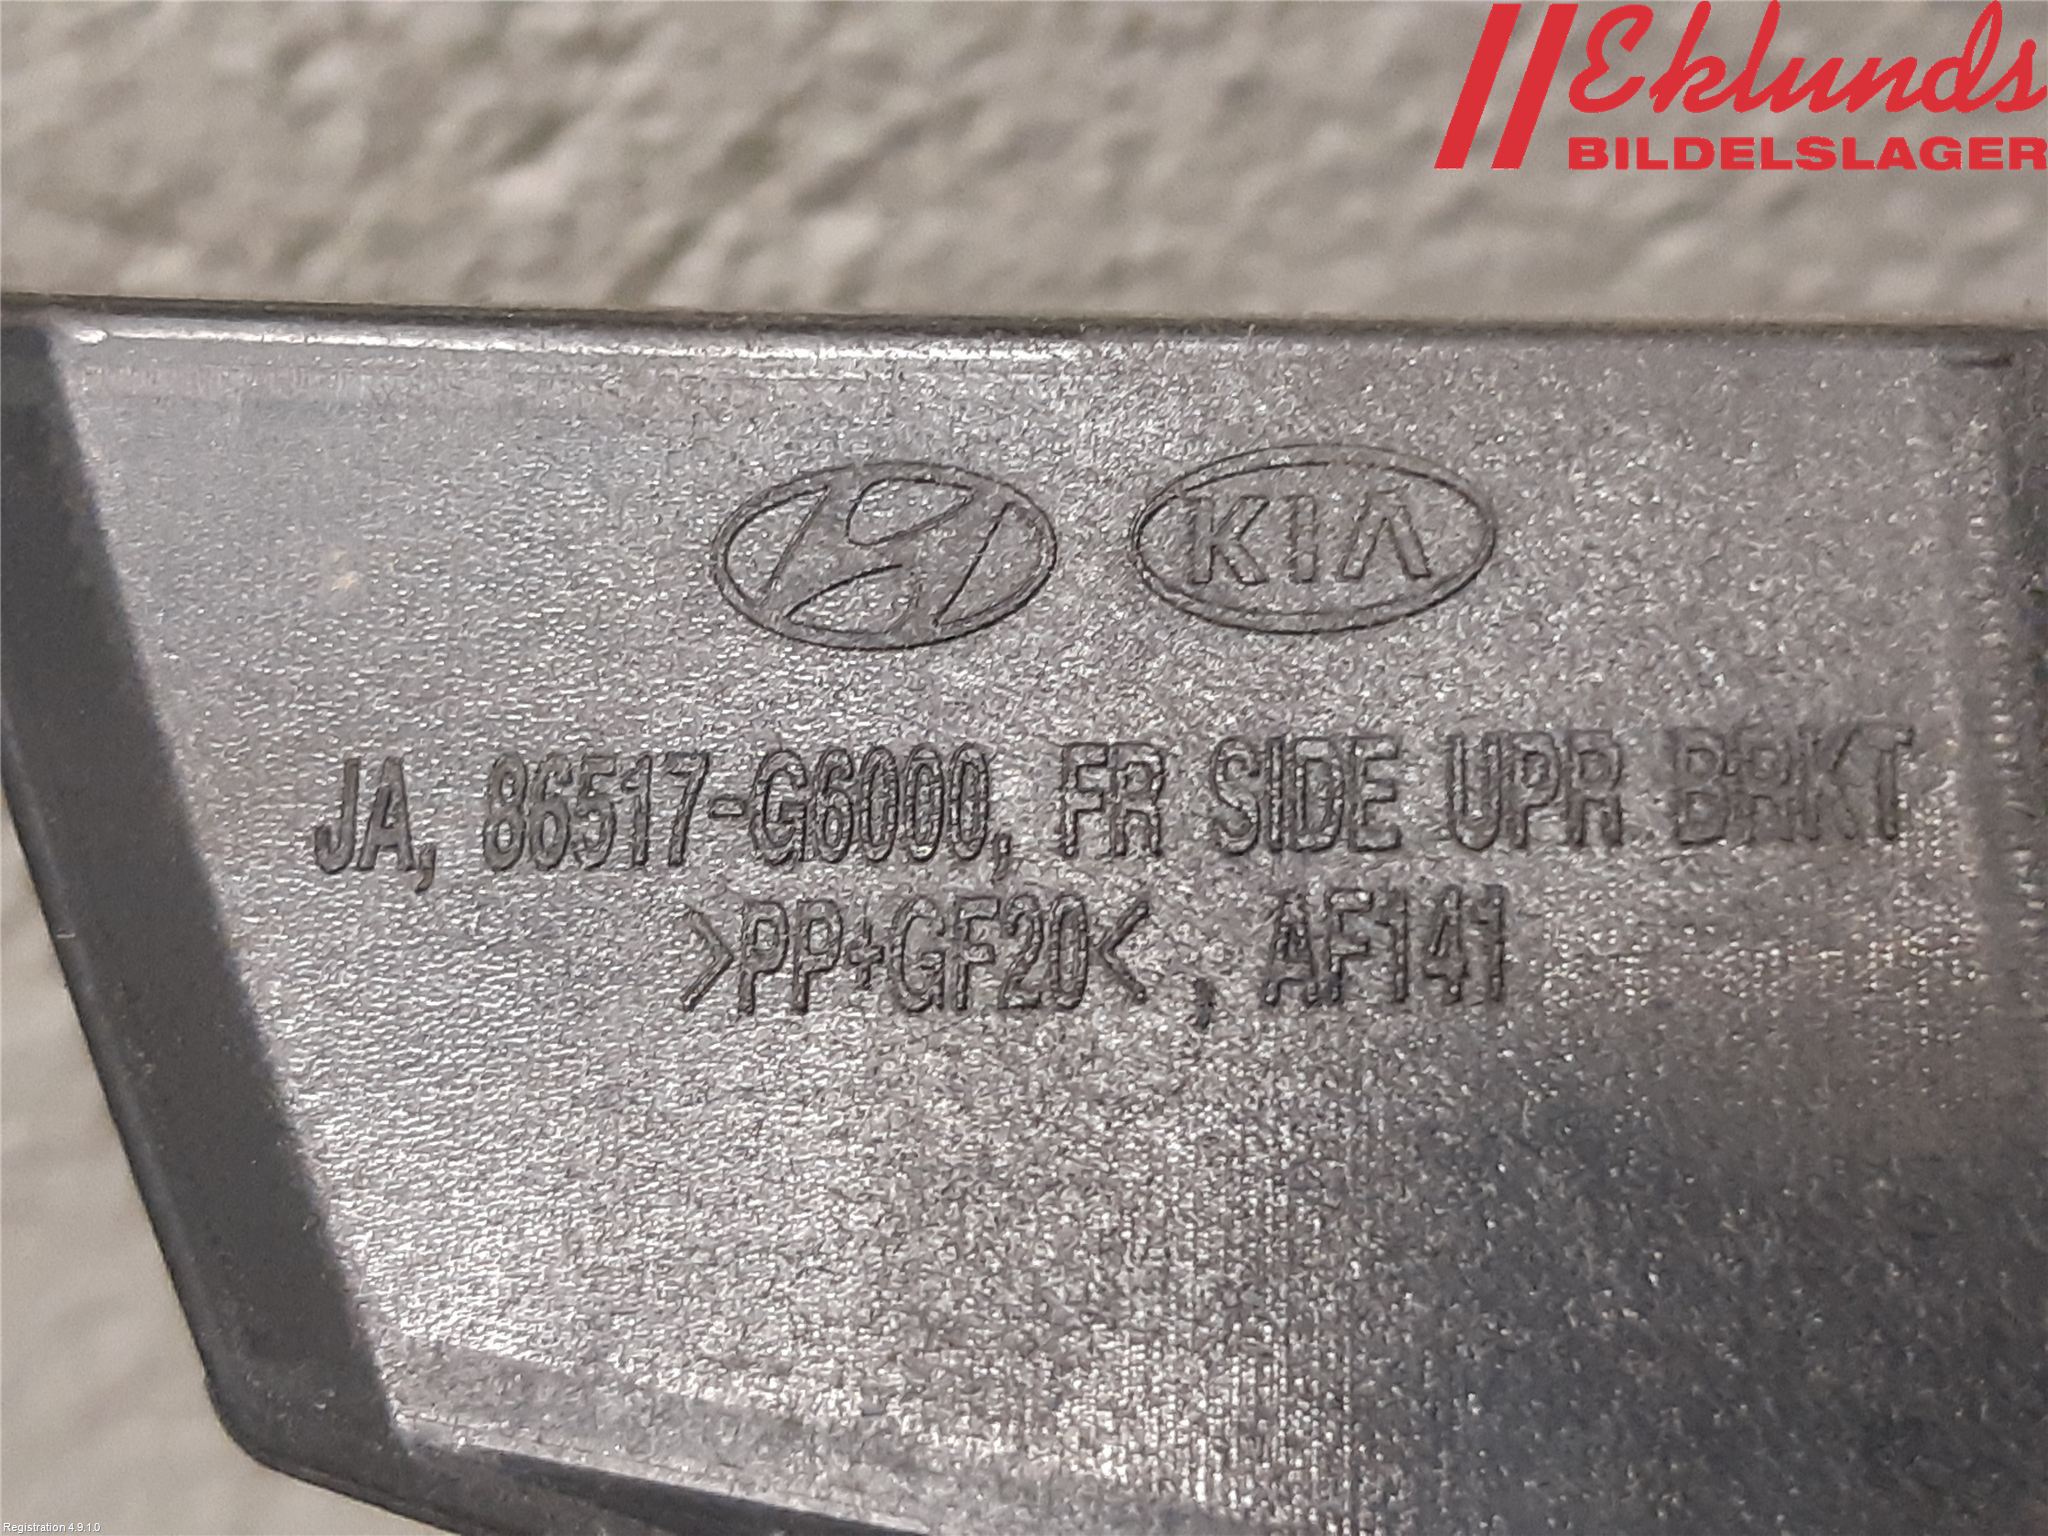 Eklunds
BILDELSLAGER
KIA
JA, 86517-G6000, FR SIDE UPR BRKT
>PP+GF20< , AF141
Registration 4.9.1.0